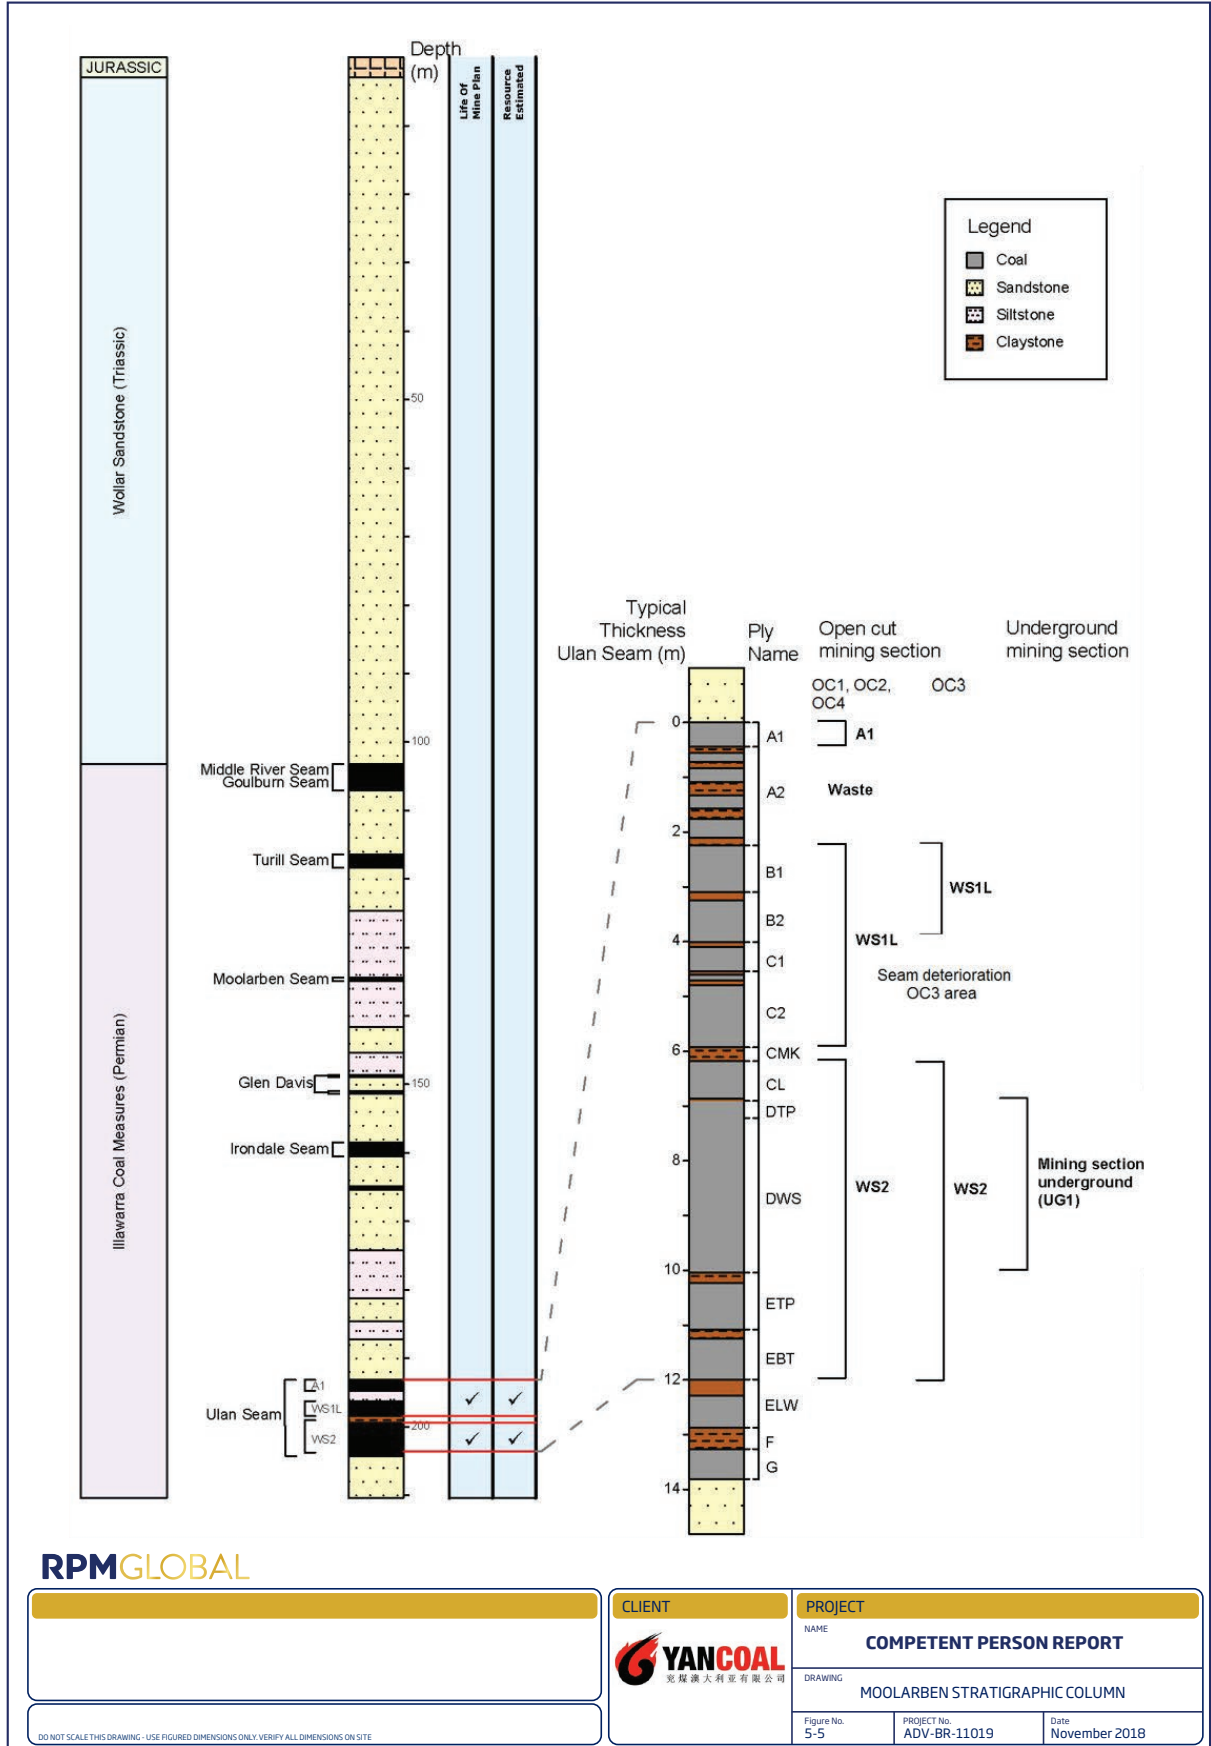 JURASSIC
Wollar Sandstone (Triassic)
Illawarra Coal Measures (Permian)
Depth
(m)
Life Of
Mine Plan
Resource
Estimated
50
100
150
200
Middle River Seam
Goulburn Seam
Turill Seam
Moolarben Seam
Glen Davis
Irondale Seam
Ulan Seam
A1
WS1L
WS2
✓ ✓
✓ ✓
Legend
Coal
Sandstone
Siltstone
Claystone
Typical
Thickness
Ulan Seam (m)
Ply
Name
Open cut
mining section
Underground
mining section
OC1, OC2,
OC4
OC3
0
2
4
6
8
10
12
14
A1
A2
B1
B2
C1
C2
CMK
CL
DTP
DWS
ETP
EBT
ELW
F
G
A1
Waste
WS1L
WS1L
Seam deterioration
OC3 area
WS2
WS2
Mining section
underground
(UG1)
RPMGLOBAL
CLIENT
YANCOAL
兖煤澳大利亚有限公司
PROJECT
NAME
COMPETENT PERSON REPORT
DRAWING
MOOLARBEN STRATIGRAPHIC COLUMN
Figure No.
5-5
PROJECT No.
ADV-BR-11019
Date
November 2018
DO NOT SCALE THIS DRAWING - USE FIGURED DIMENSIONS ONLY. VERIFY ALL DIMENSIONS ON SITE